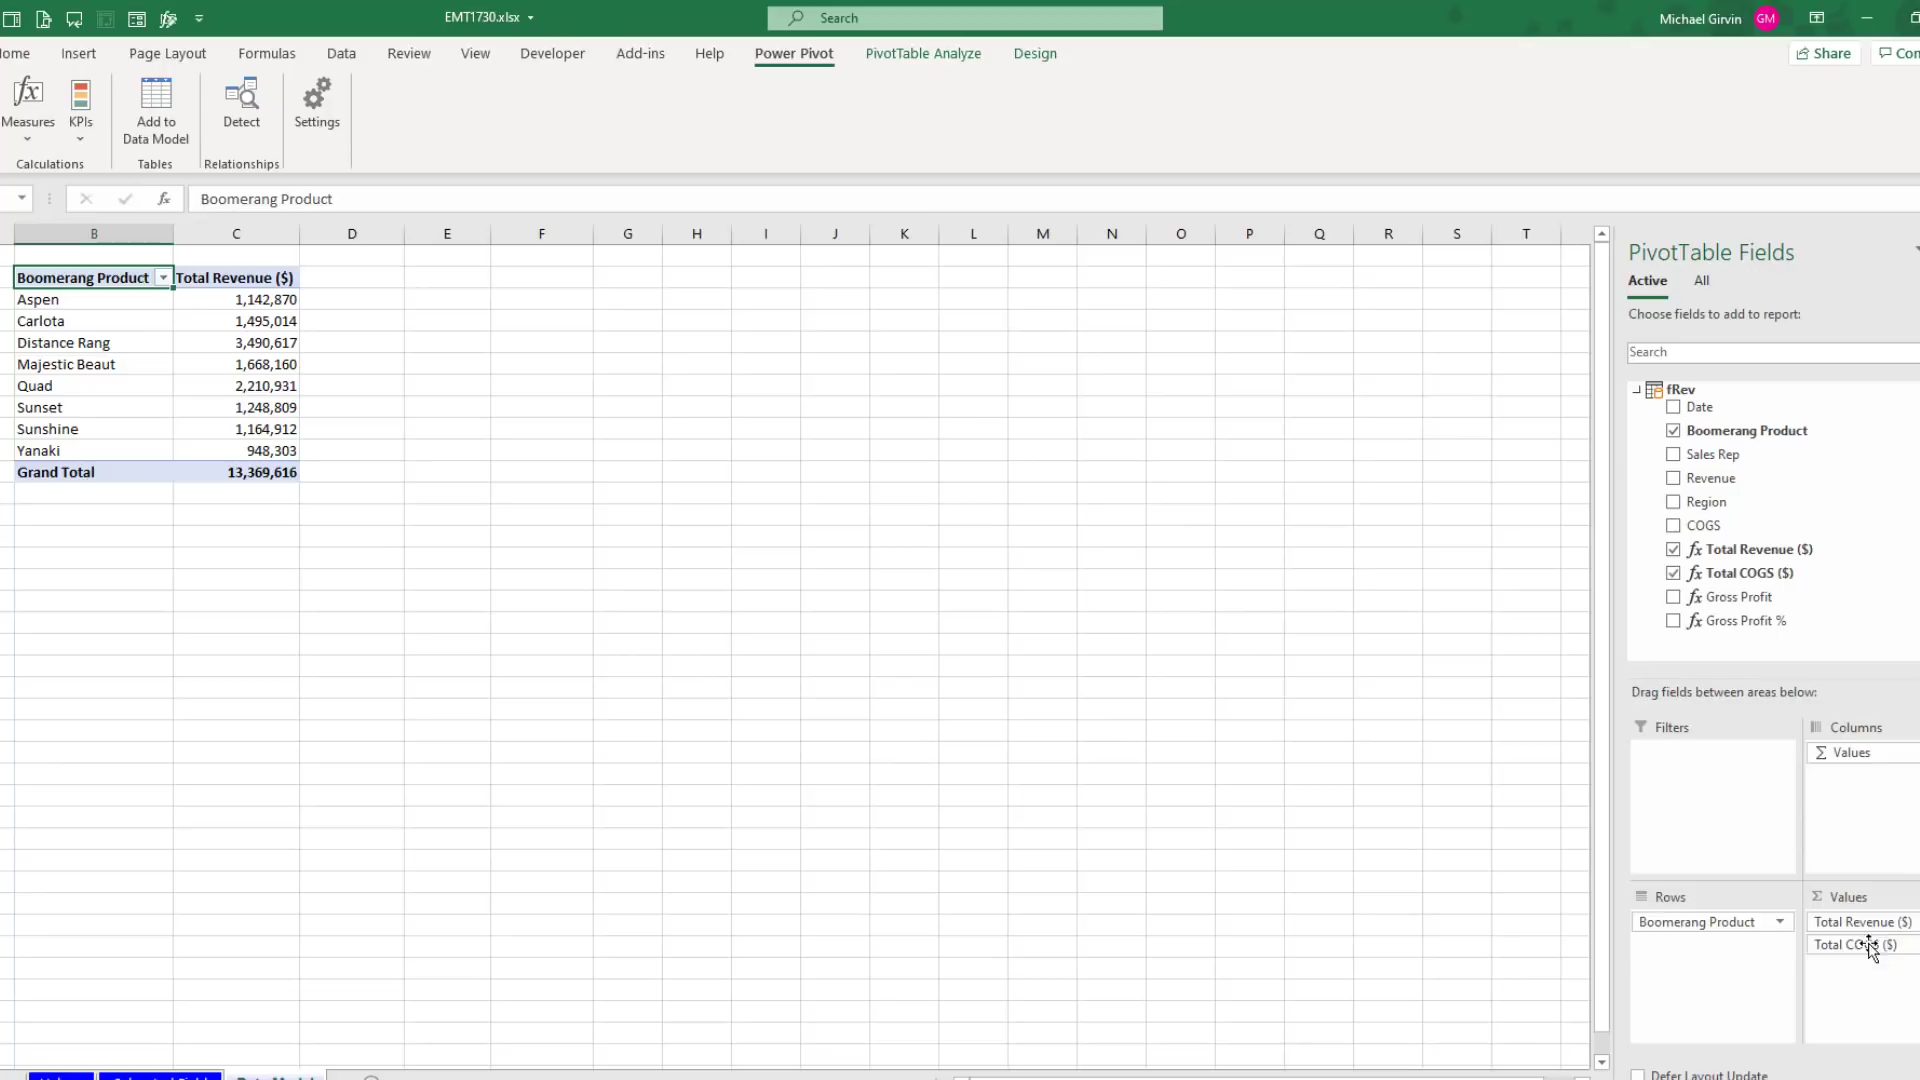 EMT1730.xlsx
Search
Michael Girvin
GM
ome Insert Page Layout Formulas Data Review View Developer Add-ins Help Power Pivot PivotTable Analyze Design
Share
Con
Measures KPIs Add to Data Model Detect Settings
Calculations Tables Relationships
fx Boomerang Product
B C D E F G H I J K L M N O P Q R S T
Boomerang Product Total Revenue ($)
Aspen 1,142,870
Carlota 1,495,014
Distance Rang 3,490,617
Majestic Beaut 1,668,160
Quad 2,210,931
Sunset 1,248,809
Sunshine 1,164,912
Yanaki 948,303
Grand Total 13,369,616
PivotTable Fields
Active All
Choose fields to add to report:
Search
fRev
Date
Boomerang Product
Sales Rep
Revenue
Region
COGS
fx Total Revenue ($)
fx Total COGS ($)
fx Gross Profit
fx Gross Profit %
Drag fields between areas below:
Filters Columns
Σ Values
Rows Σ Values
Boomerang Product Total Revenue ($)
Total COGS ($)
Defer Layout Update